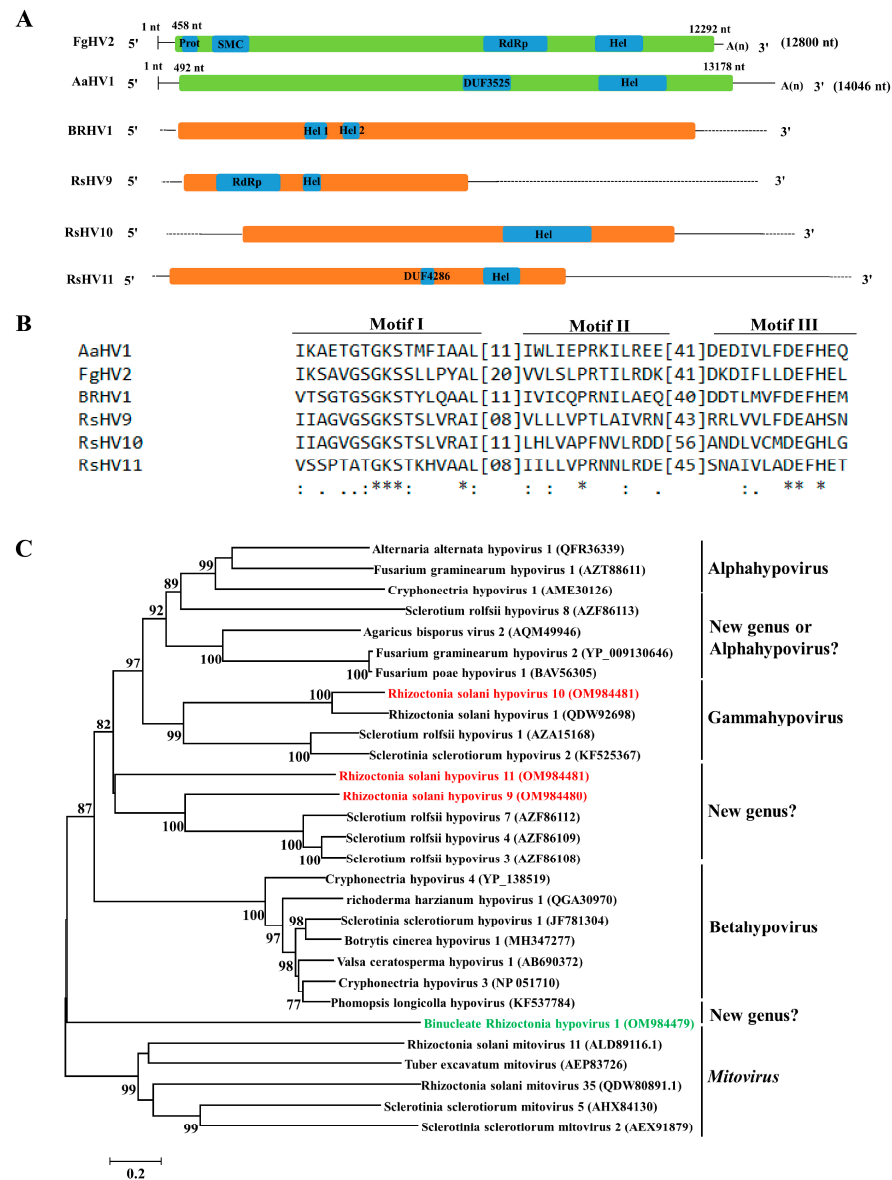 A
1 nt 458 nt 12292 nt
FgHV2 5' Prot SMC RdRp Hel A(n) 3' (12800 nt)
1 nt 492 nt 13178 nt
AaHV1 5' DUF3525 Hel A(n) 3' (14046 nt)
BRHV1 5' Hel 1 Hel 2 3'
RsHV9 5' RdRp Hel 3'
RsHV10 5' Hel 3'
RsHV11 5' DUF4286 Hel 3'
B
Motif I Motif II Motif III
AaHV1 IKAETGTGKSTMFIAAL[11]IWLIEPRKILREE[41]DEDIVLFDEFHEQ
FgHV2 IKSAVGSGKSSLLPYAL[20]VVLSLPRTILRDK[41]DKDIFLLDEFHEL
BRHV1 VTSGTGSGKSTYLQAAL[11]IVICQPRNILAEQ[40]DDTLMVFDEFHEM
RsHV9 IIAGVGSGKSTSLVRAI[08]VLLLVPTLAIVRN[43]RRLVVLFDEAHSN
RsHV10 IIAGVGSGKSTSLVRAI[11]LHLVAPFNVLRDD[56]ANDLVCMDEGHLG
RsHV11 VSSPTATGKSTKHVAAL[08]IILLVPRNNLRDE[45]SNAIVLADEFHET
: . ..:***: *: : : * : . :. ** *
C
Alternaria alternata hypovirus 1 (QFR36339)
99
Fusarium graminearum hypovirus 1 (AZT88611)
Alphahypovirus
89
Cryphonectria hypovirus 1 (AME30126)
92
Sclerotium rolfsii hypovirus 8 (AZF86113)
Agaricus bisporus virus 2 (AQM49946)
New genus or
Alphahypovirus?
100
Fusarium graminearum hypovirus 2 (YP_009130646)
97
100
Fusarium poae hypovirus 1 (BAV56305)
100
Rhizoctonia solani hypovirus 10 (OM984481)
Rhizoctonia solani hypovirus 1 (QDW92698)
Gammahypovirus
82
99
Sclerotium rolfsii hypovirus 1 (AZA15168)
100
Sclerotinia sclerotiorum hypovirus 2 (KF525367)
Rhizoctonia solani hypovirus 11 (OM984481)
Rhizoctonia solani hypovirus 9 (OM984480)
87
New genus?
100
Sclerotium rolfsii hypovirus 7 (AZF86112)
100
Sclerotium rolfsii hypovirus 4 (AZF86109)
100
Sclerotium rolfsii hypovirus 3 (AZF86108)
Cryphonectria hypovirus 4 (YP_138519)
100
richoderma harzianum hypovirus 1 (QGA30970)
98
Sclerotinia sclerotiorum hypovirus 1 (JF781304)
Betahypovirus
97
Botrytis cinerea hypovirus 1 (MH347277)
98
Valsa ceratosperma hypovirus 1 (AB690372)
Cryphonectria hypovirus 3 (NP 051710)
77
Phomopsis longicolla hypovirus (KF537784)
New genus?
Binucleate Rhizoctonia hypovirus 1 (OM984479)
Rhizoctonia solani mitovirus 11 (ALD89116.1)
Tuber excavatum mitovirus (AEP83726)
Mitovirus
99
Rhizoctonia solani mitovirus 35 (QDW80891.1)
Sclerotinia sclerotiorum mitovirus 5 (AHX84130)
99
Sclerotinia sclerotiorum mitovirus 2 (AEX91879)
0.2